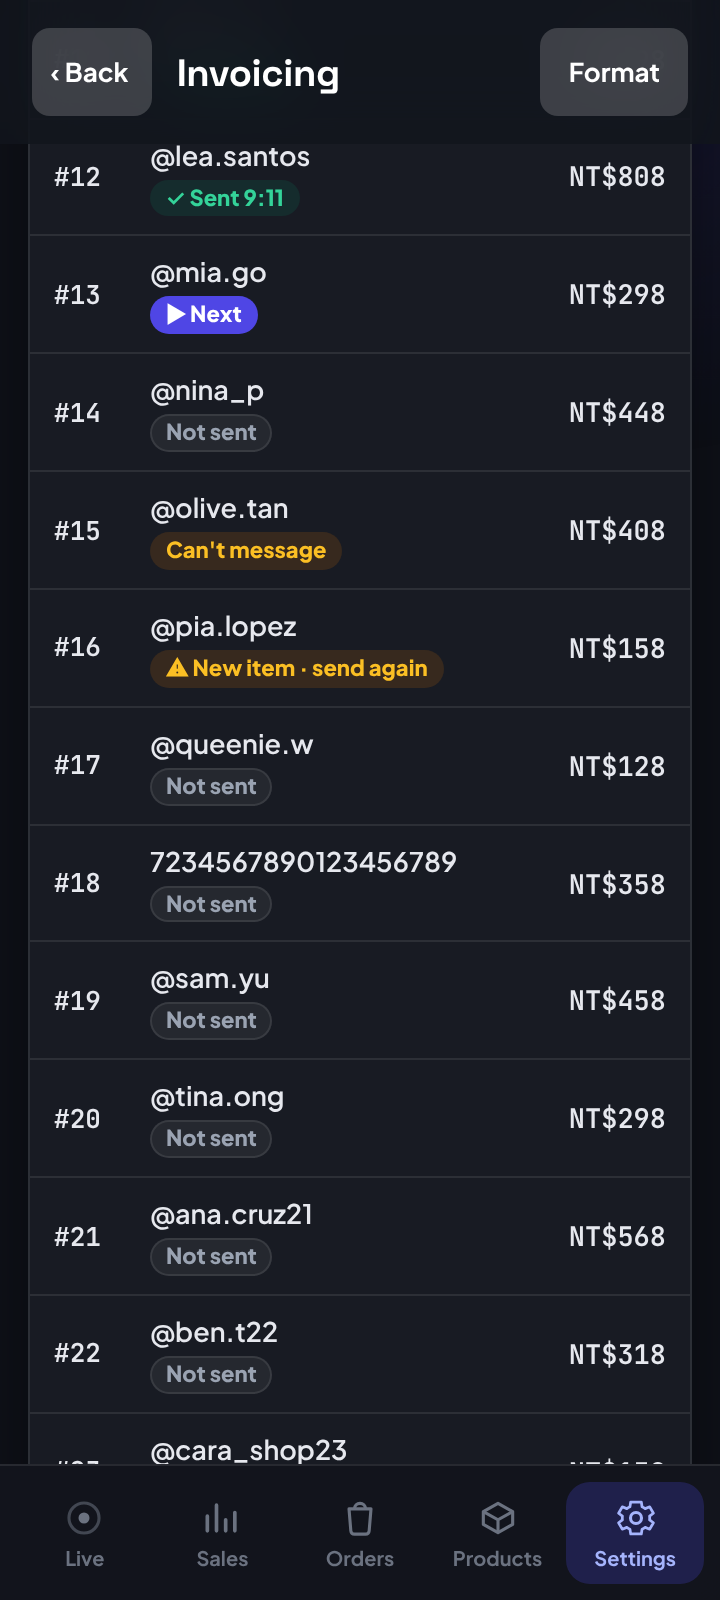 ‹ Back
Invoicing
Format
#12
@lea.santos
✓ Sent 9:11
NT$808
#13
@mia.go
▶ Next
NT$298
#14
@nina_p
Not sent
NT$448
#15
@olive.tan
Can't message
NT$408
#16
@pia.lopez
⚠ New item · send again
NT$158
#17
@queenie.w
Not sent
NT$128
#18
7234567890123456789
Not sent
NT$358
#19
@sam.yu
Not sent
NT$458
#20
@tina.ong
Not sent
NT$298
#21
@ana.cruz21
Not sent
NT$568
#22
@ben.t22
Not sent
NT$318
@cara_shop23
Live
Sales
Orders
Products
Settings